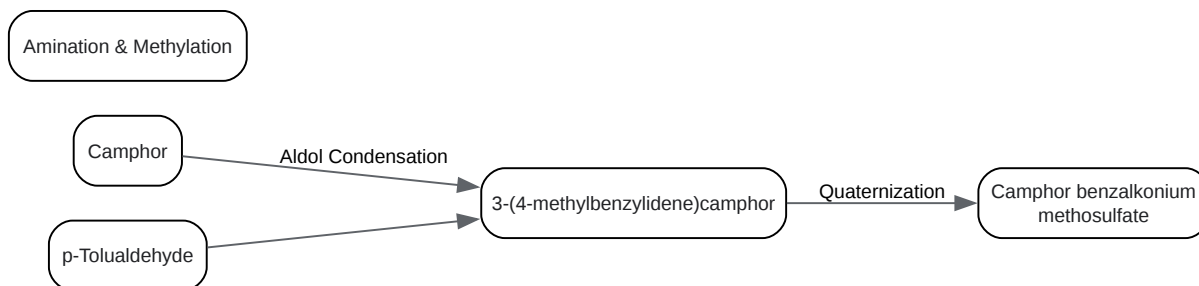 Amination & Methylation
Camphor
Aldol Condensation
p-Tolualdehyde
3-(4-methylbenzylidene)camphor
Quaternization
Camphor benzalkonium
methosulfate